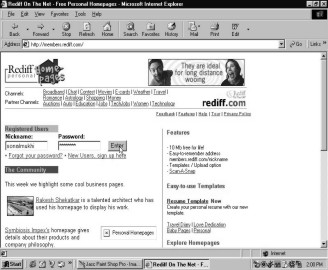 Rediff On The Net - Free Personal Homepages - Microsoft Internet Explorer
File Edit View Favorites Tools Help
Back Forward Stop Refresh Home Search Favorites History Mail Print Edit
Address http://members.rediff.com/ Go Links
Rediff home
personal pages
They are ideal
for long distance
wooing
Channels: Broadband | Chat | Contest | Movies | E-cards | Weather | Travel |
Romance | Astrology | Shopping | Money
Partner Channels: Auctions | Auto | Education | Jobs | TechJobs | Women | Technology
rediff.com
Feedback | Features | Help | Tour | Privacy Policy
Registered Users
Nickname: Password:
Enter
• Forgot your password? • New Users, sign up here
The Community
This week we highlight some cool business pages.
Rakesh Shekatkar is a talented architect who has
used his homepage to display his work.
Symbiosis Impex's homepage gives
details about their products and
company philosophy
Personal Homepages
Features
- 10 Mb for file!
- Easy-to-remember address
members.rediff.com/nickname
- Templates / Upload option
- Scan-A-Snap
Easy-to-use Templates
Resume Template New
Create your personal resume with our new
template.
Travel Diary | Love Dedication
Baby Pages | Personal
Explore Homepages
Internet
Start Jasc Paint Shop Pro - Ima... Rediff On The Net - F... 2:00 PM